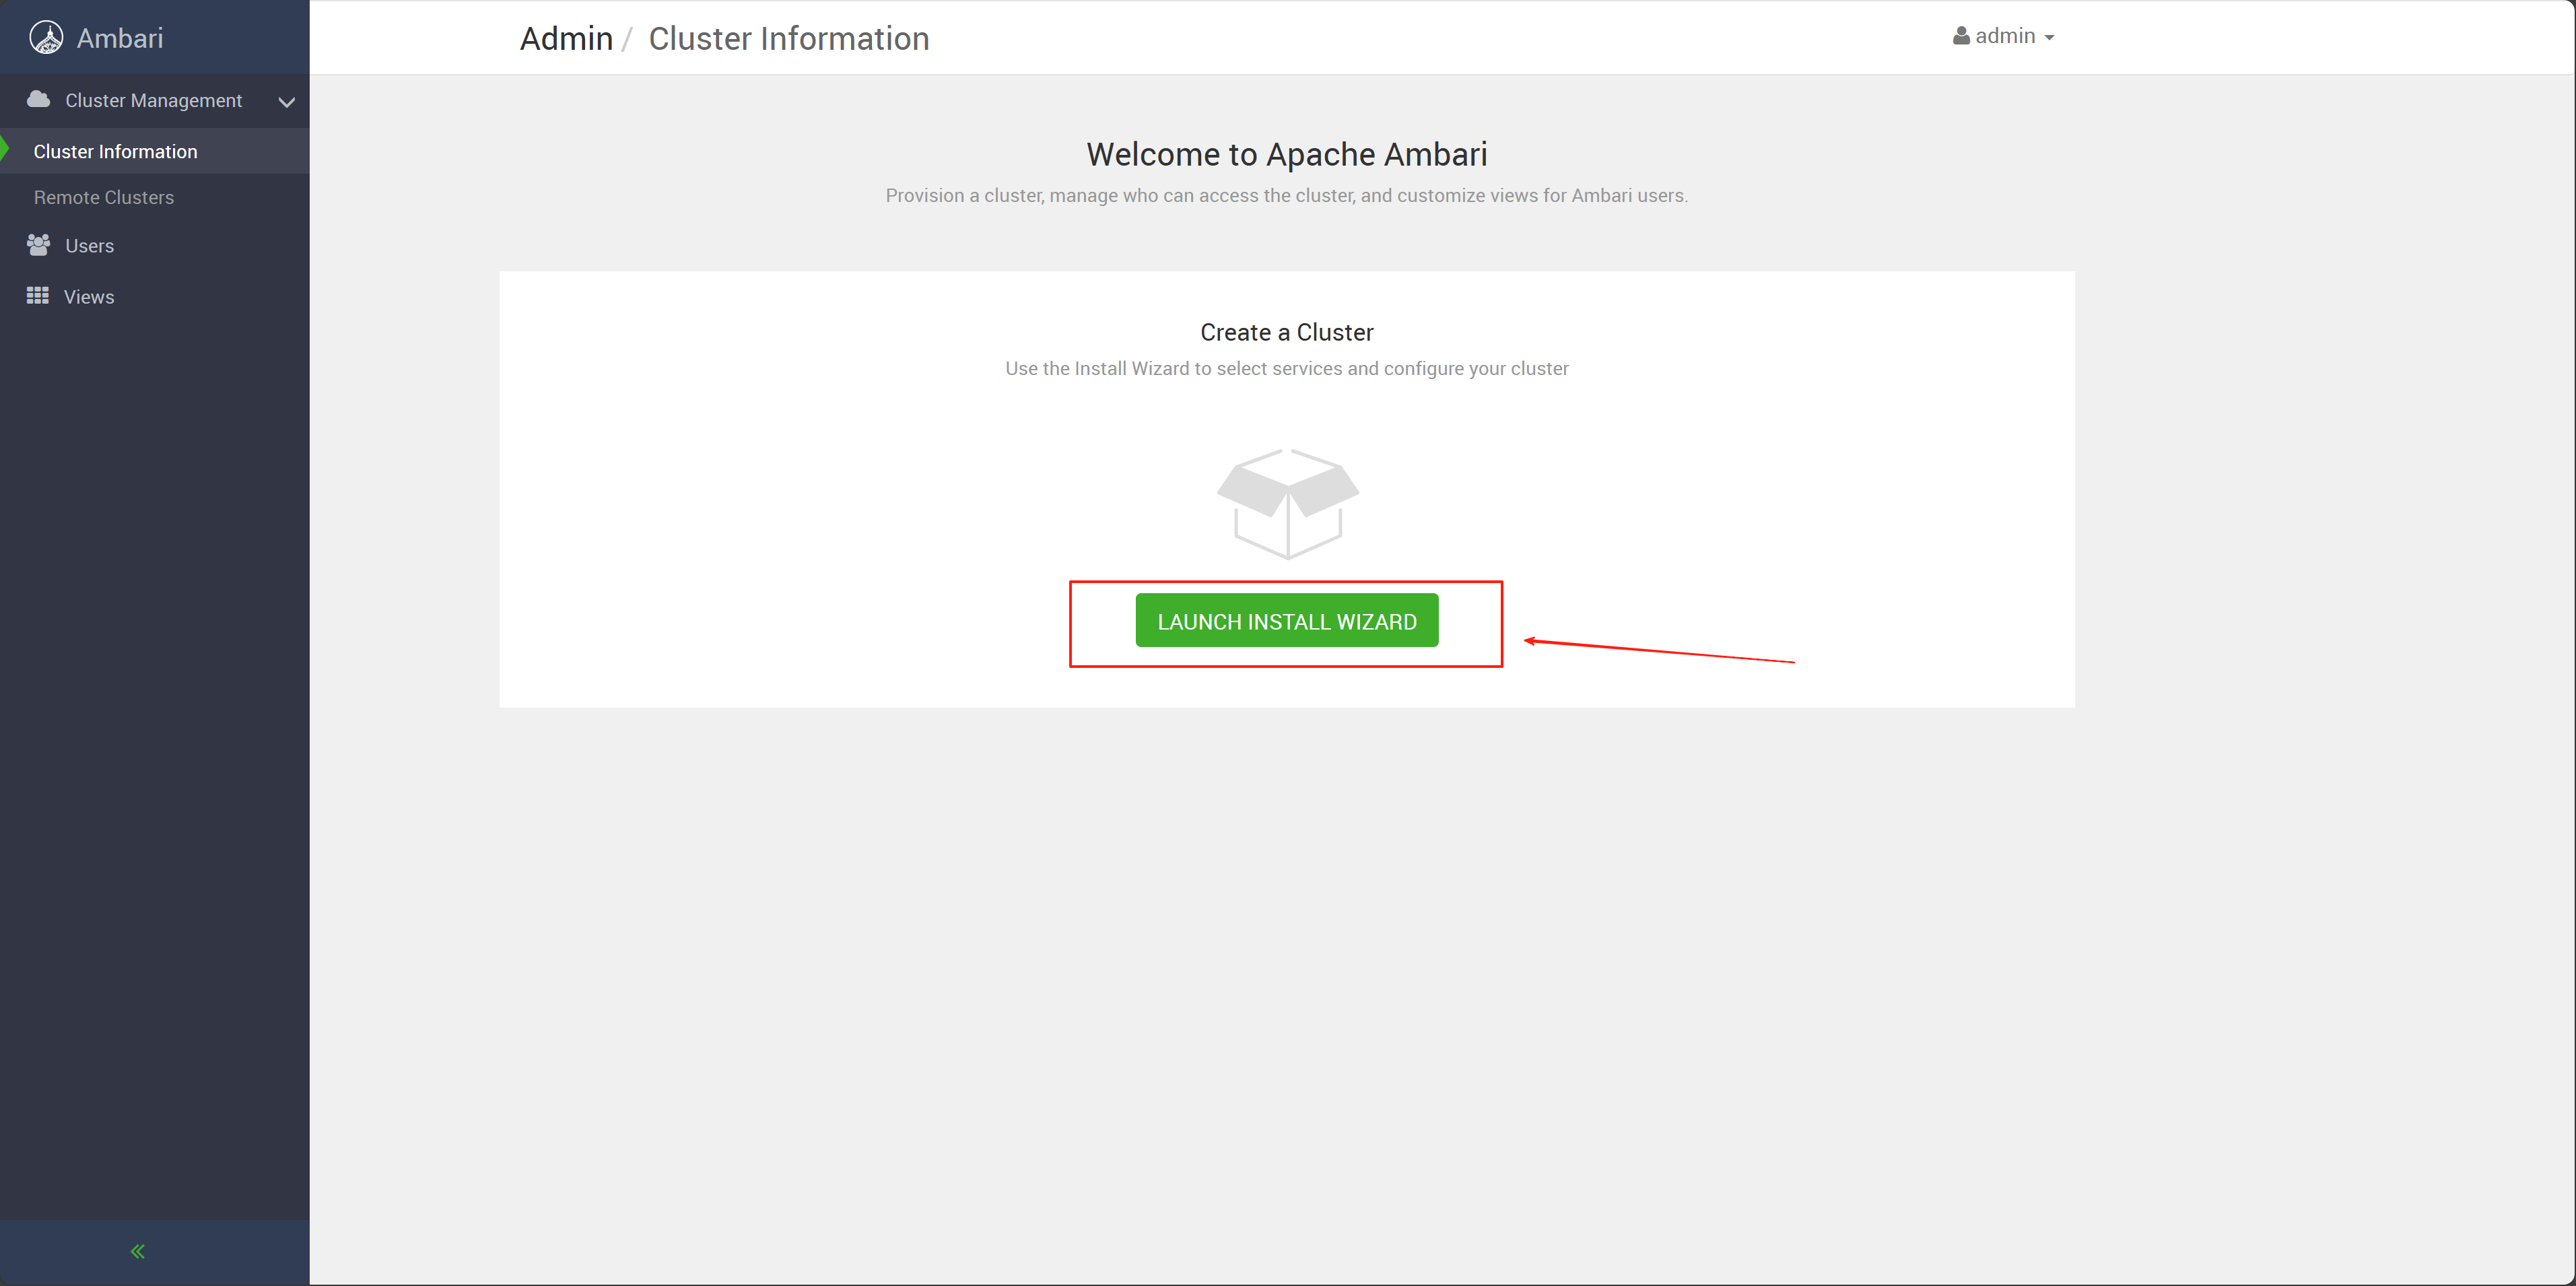 Ambari
Admin / Cluster Information
admin
Cluster Management
Cluster Information
Remote Clusters
Users
Views
Welcome to Apache Ambari
Provision a cluster, manage who can access the cluster, and customize views for Ambari users.
Create a Cluster
Use the Install Wizard to select services and configure your cluster
LAUNCH INSTALL WIZARD